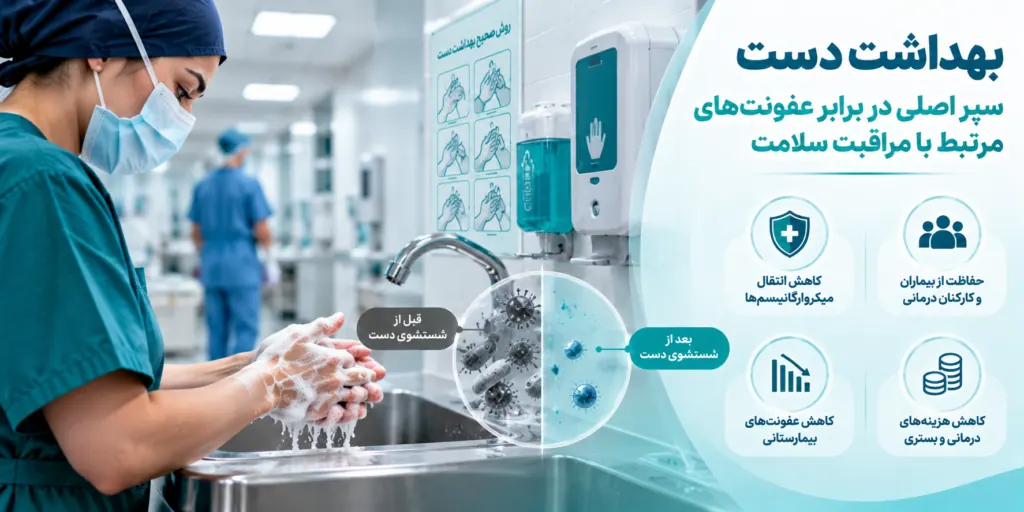 بهداشت دست
سپر اصلی در برابر عفونت‌های
مرتبط با مراقبت سلامت
حفاظت از بیماران
و کارکنان درمانی
کاهش انتقال
میکروارگانیسم‌ها
کاهش هزینه‌های
درمانی و بستری
کاهش عفونت‌های
بیمارستانی
روش صحیح بهداشت دست
قبل از
شستشوی دست
بعد از
شستشوی دست